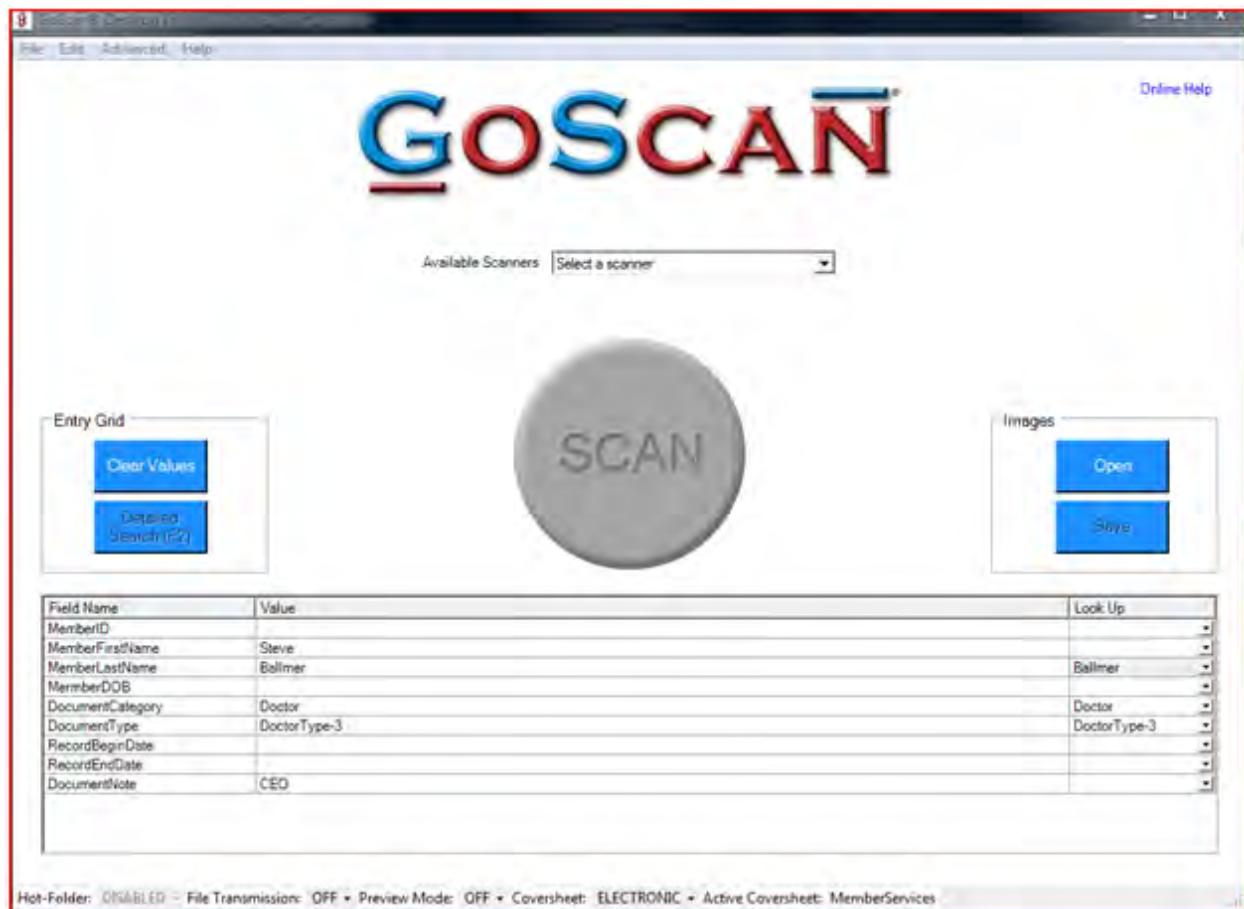 GoScan 8 Desktop
File Edit Advanced Help
Online Help
GOSCAN
Available Scanners Select a scanner
SCAN
Entry Grid
Clear Values
Detailed Search (F2)
Images
Open
Save
Field Name Value Look Up
MemberID
MemberFirstName Steve
MemberLastName Ballmer Ballmer
MermberDOB
DocumentCategory Doctor Doctor
DocumentType DoctorType-3 DoctorType-3
RecordBeginDate
RecordEndDate
DocumentNote CEO
Hot-Folder: DISABLED - File Transmission: OFF • Preview Mode: OFF • Coversheet: ELECTRONIC • Active Coversheet: MemberServices